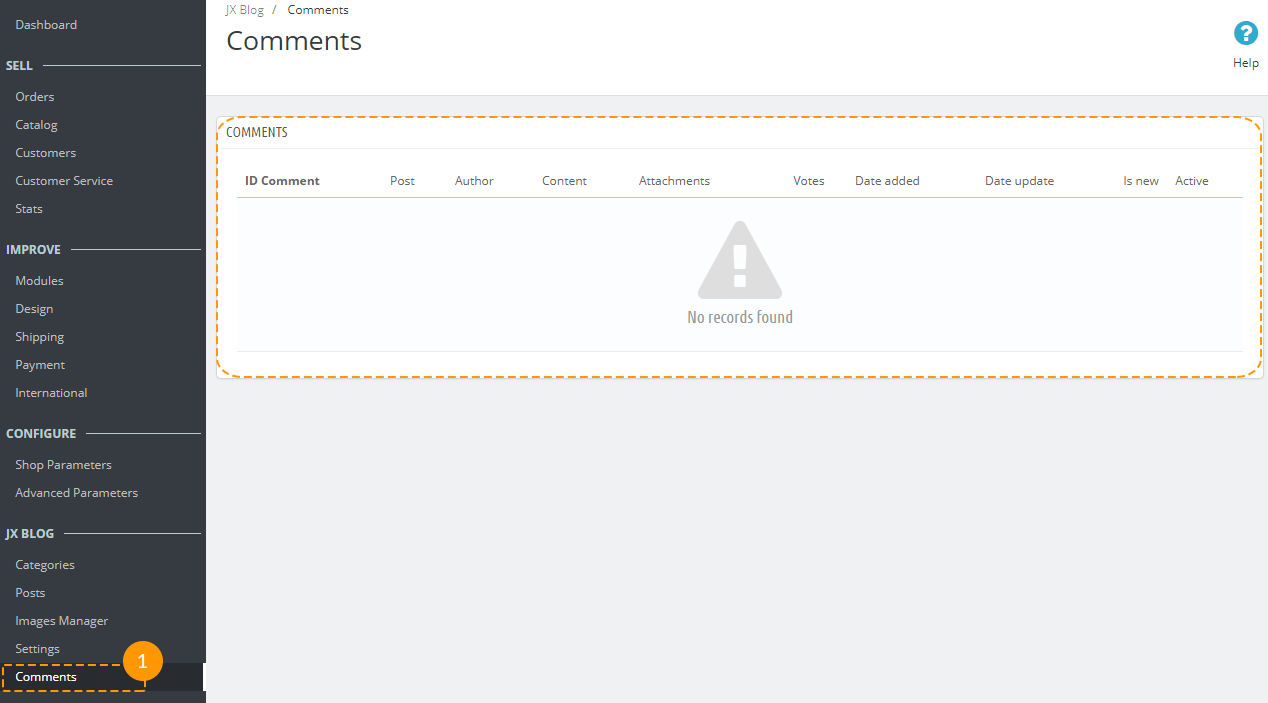 Dashboard
SELL
Orders
Catalog
Customers
Customer Service
Stats
IMPROVE
Modules
Design
Shipping
Payment
International
CONFIGURE
Shop Parameters
Advanced Parameters
JX BLOG
Categories
Posts
Images Manager
Settings
Comments
1
JX Blog / Comments
Comments
?
Help
COMMENTS
ID Comment Post Author Content Attachments Votes Date added Date update Is new Active
!
No records found